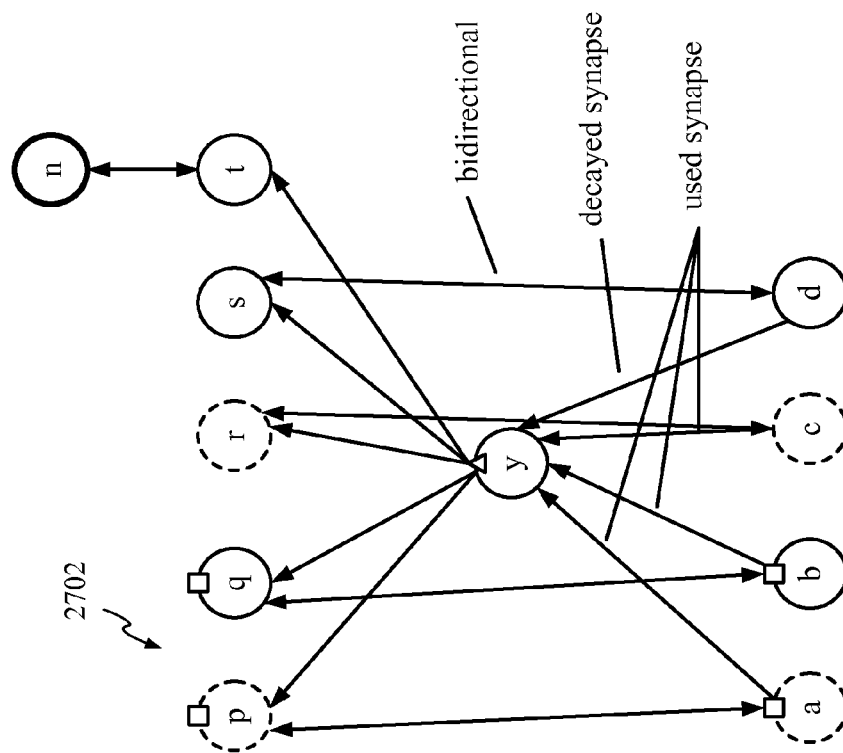 2702
n
p
q
r
s
t
bidirectional
y
decayed synapse
used synapse
a
b
c
d